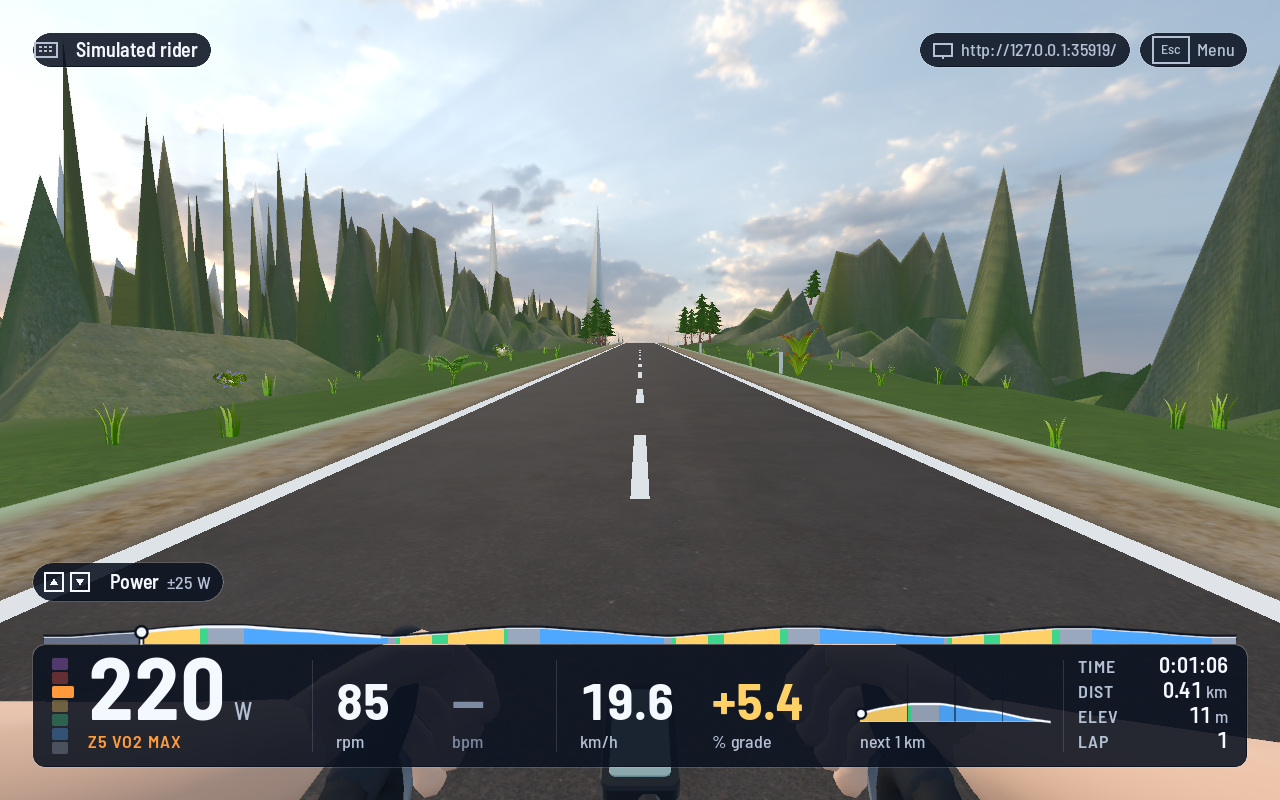 Simulated rider
http://127.0.0.1:35919/
Esc Menu
Power ±25 W
220 W
Z5 VO2 MAX
85
rpm
—
bpm
19.6
km/h
+5.4
% grade
next 1 km
TIME 0:01:06
DIST 0.41 km
ELEV 11 m
LAP 1